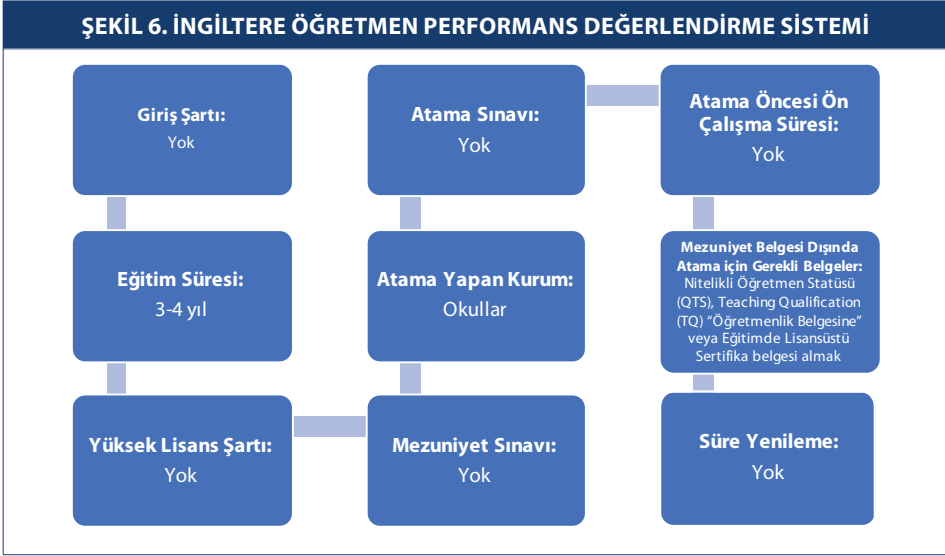 ŞEKİL 6. İNGİLTERE ÖĞRETMEN PERFORMANS DEĞERLENDİRME SİSTEMİ
Giriş Şartı:
Yok
Eğitim Süresi:
3-4 yıl
Yüksek Lisans Şartı:
Yok
Mezuniyet Sınavı:
Yok
Atama Yapan Kurum:
Okullar
Atama Sınavı:
Yok
Atama Öncesi Ön
Çalışma Süresi:
Yok
Mezuniyet Belgesi Dışında
Atama için Gerekli Belgeler:
Nitelikli Öğretmen Statüsü
(QTS), Teaching Qualification
(TQ) “Öğretmenlik Belgesine”
veya Eğitimde Lisansüstü
Sertifika belgesi almak
Süre Yenileme:
Yok